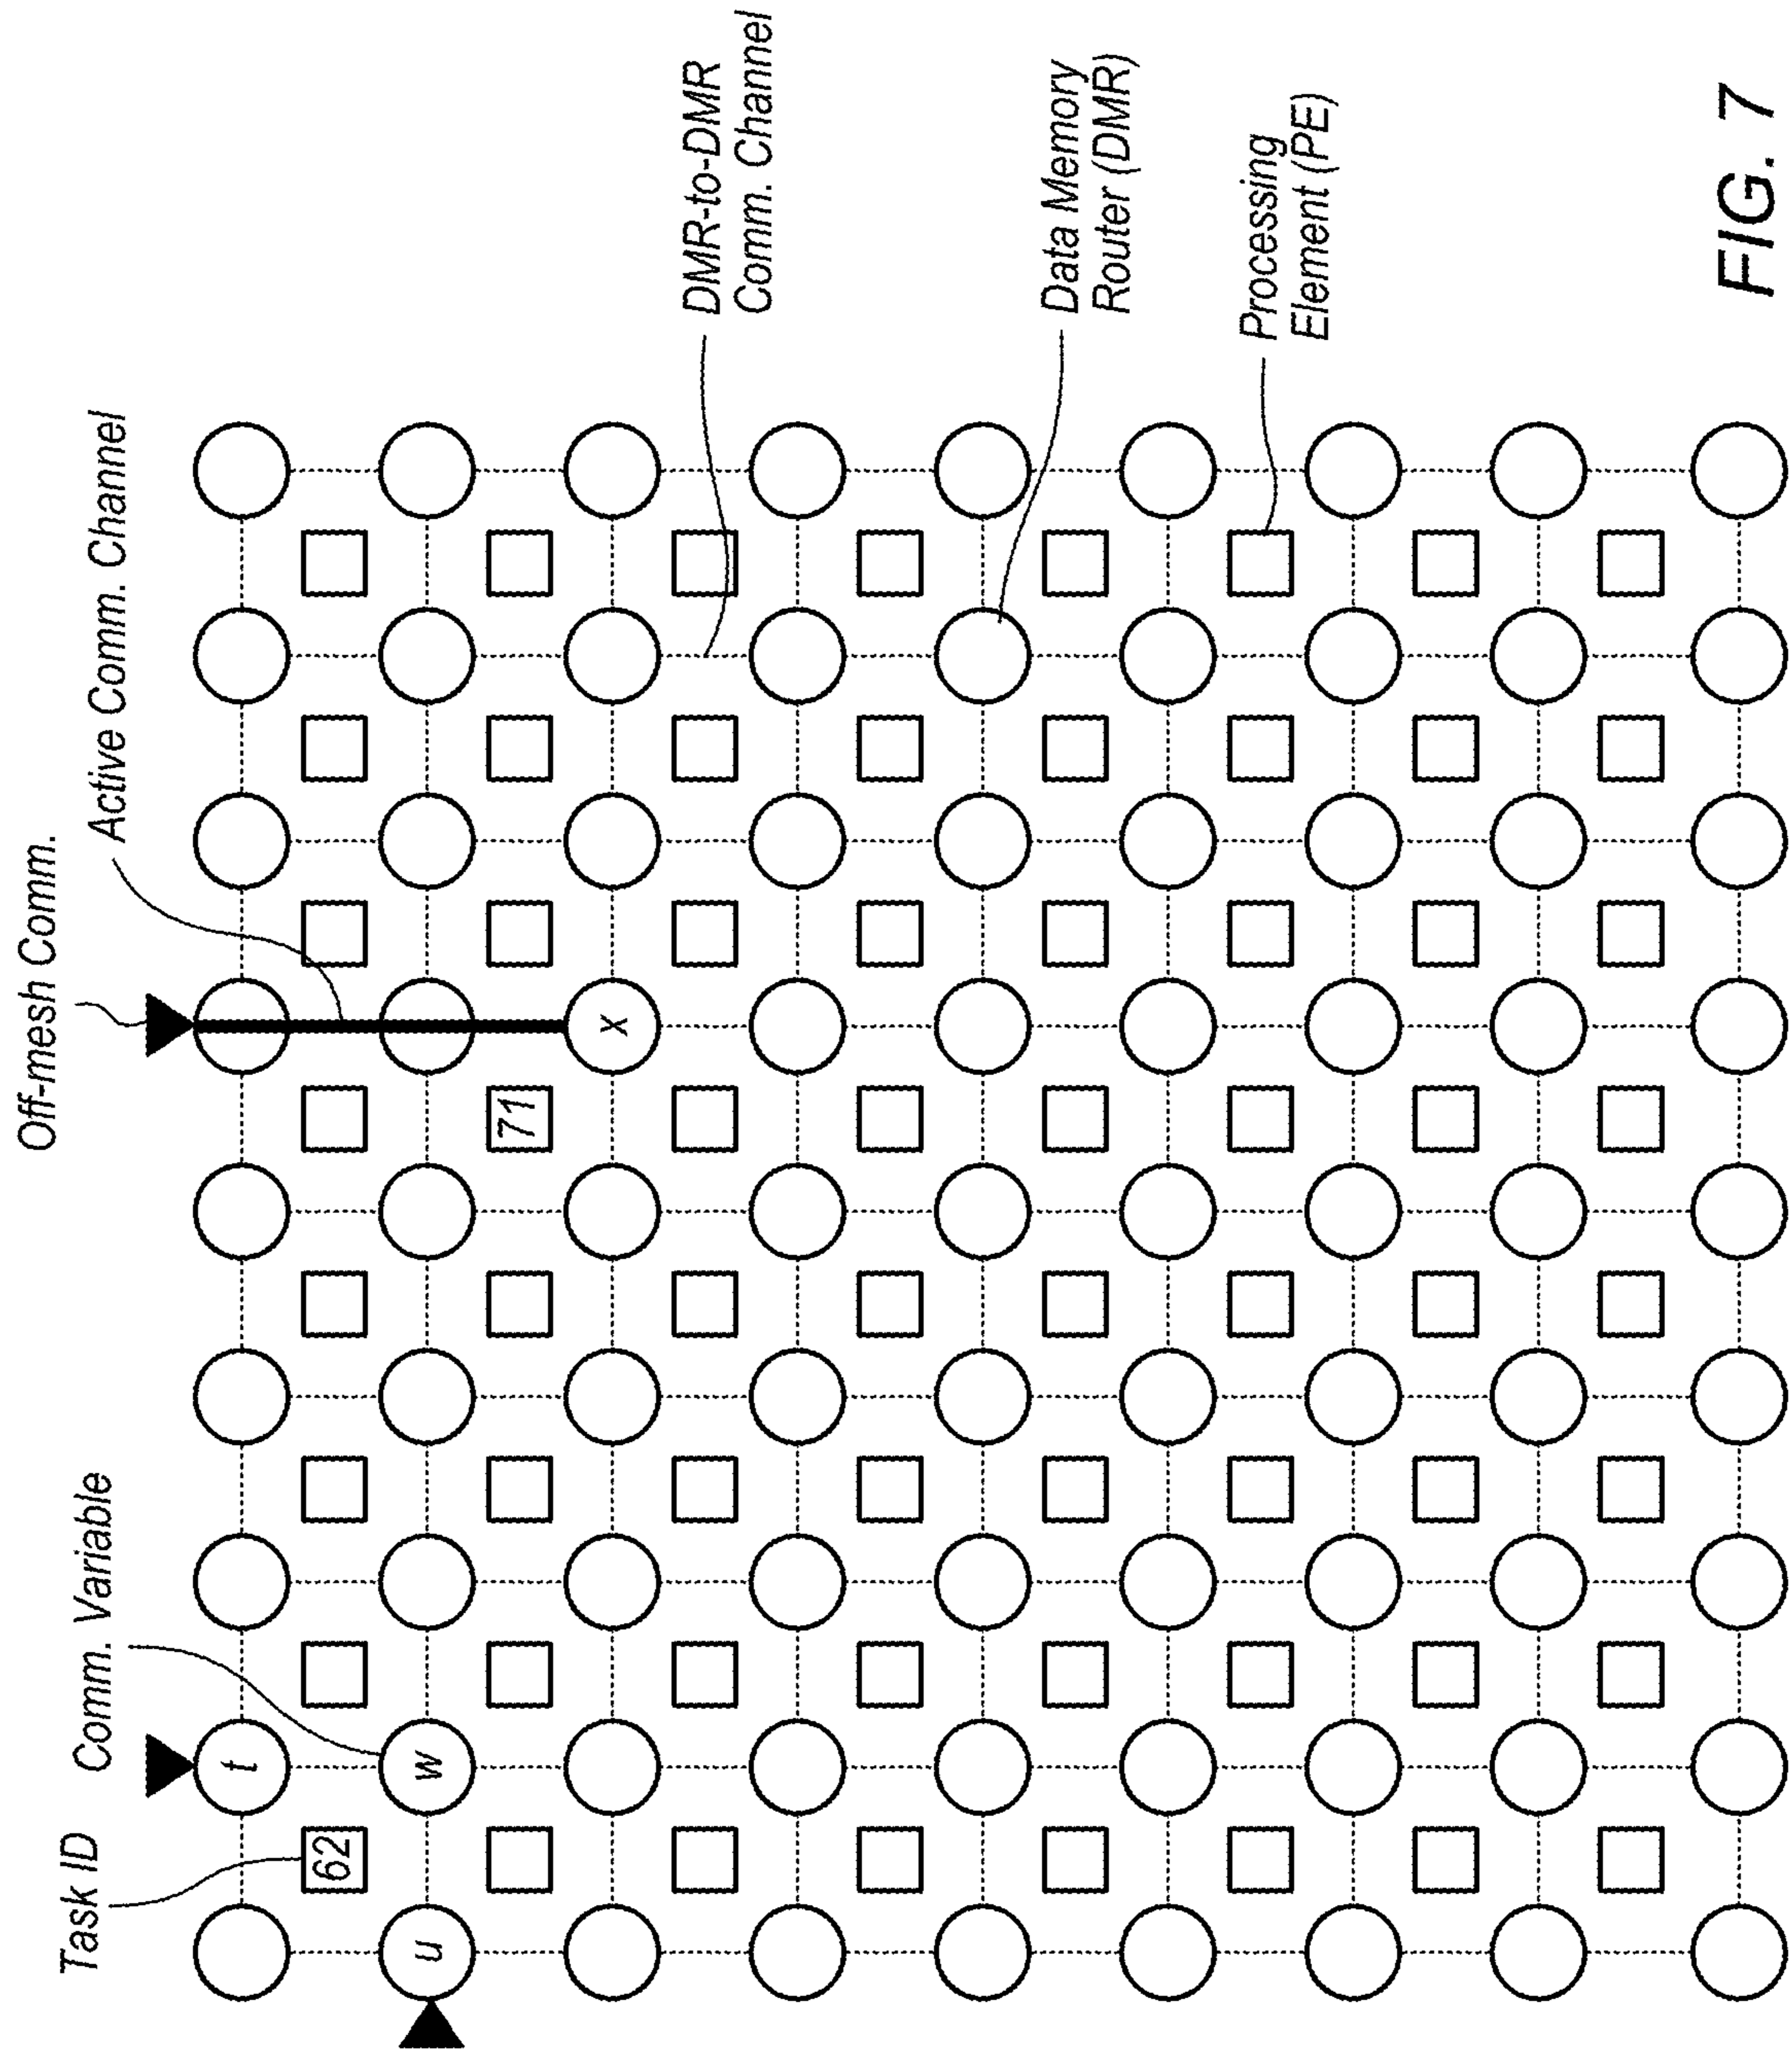 Off-mesh Comm.
Active Comm. Channel
Task ID
Comm. Variable
t
62
u
w
71
x
DMR-to-DMR
Comm. Channel
Data Memory
Router (DMR)
Processing
Element (PE)
FIG. 7